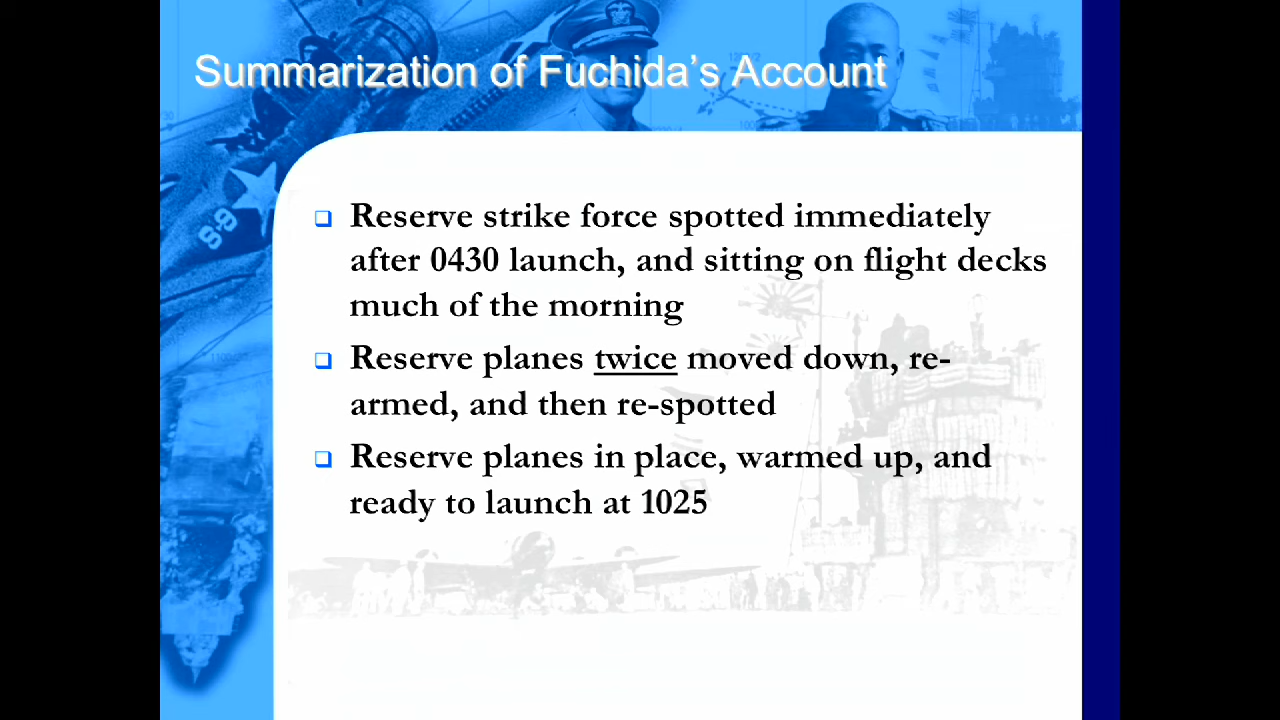 Summarization of Fuchida's Account
❑ Reserve strike force spotted immediately
after 0430 launch, and sitting on flight decks
much of the morning
❑ Reserve planes twice moved down, re-
armed, and then re-spotted
❑ Reserve planes in place, warmed up, and
ready to launch at 1025
S-9